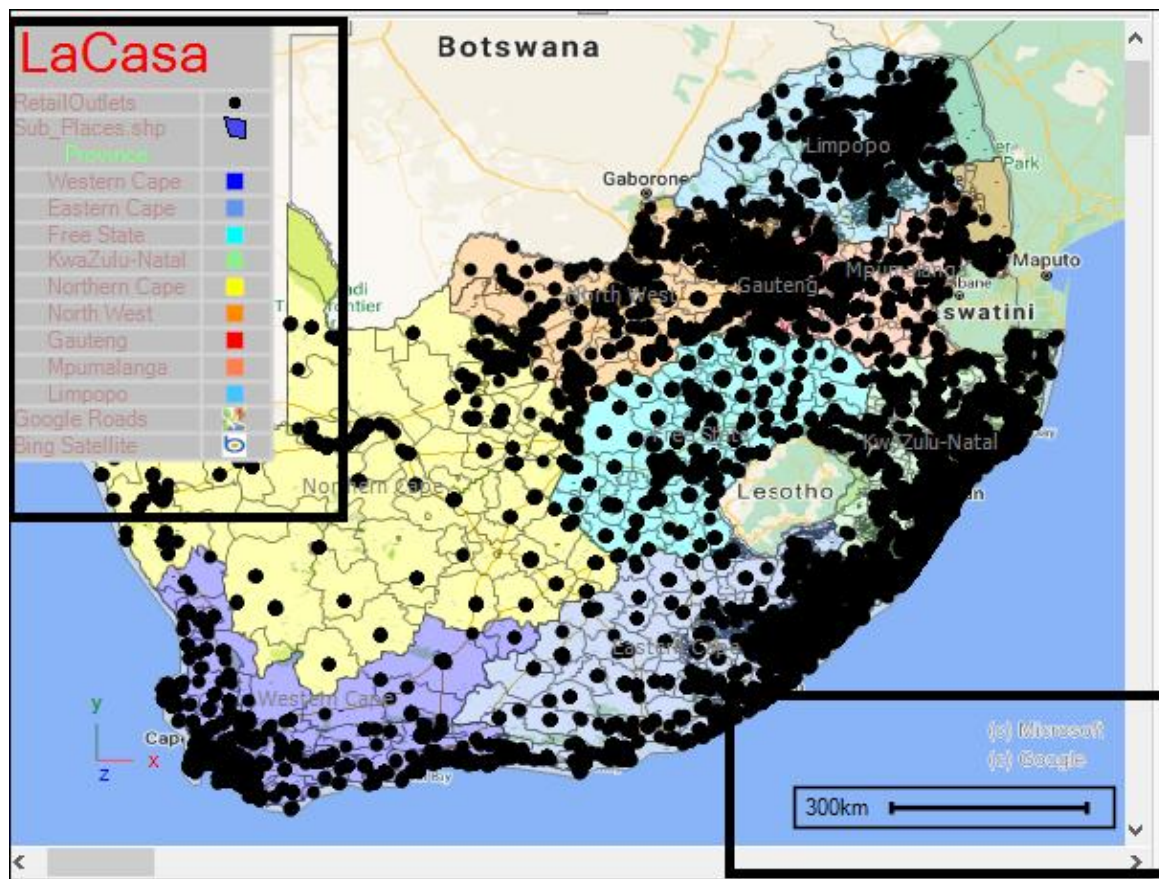 LaCasa
RetailOutlets
Sub_Places.shp
Province
Western Cape
Eastern Cape
Free State
KwaZulu-Natal
Northern Cape
North West
Gauteng
Mpumalanga
Limpopo
Google Roads
Bing Satellite
Botswana
Limpopo
Park
Gaborone
Maputo
Mpumalanga
Gauteng
North West
swatini
Free State
KwaZulu-Natal
Lesotho
Northern Cape
Eastern Cape
Western Cape
y
x
z
(c) Microsoft
(c) Google
300km